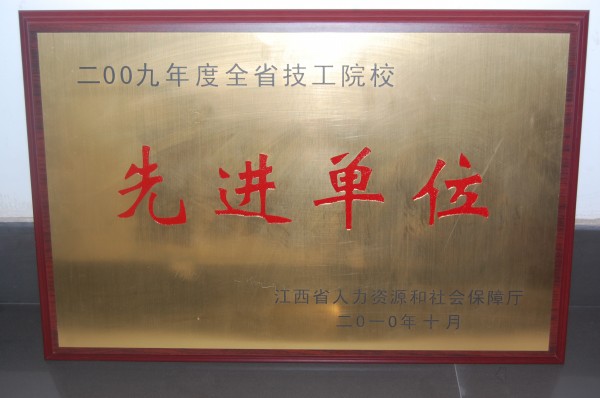 二00九年度全省技工院校
先进单位
江西省人力资源和社会保障厅
二0一0年十月